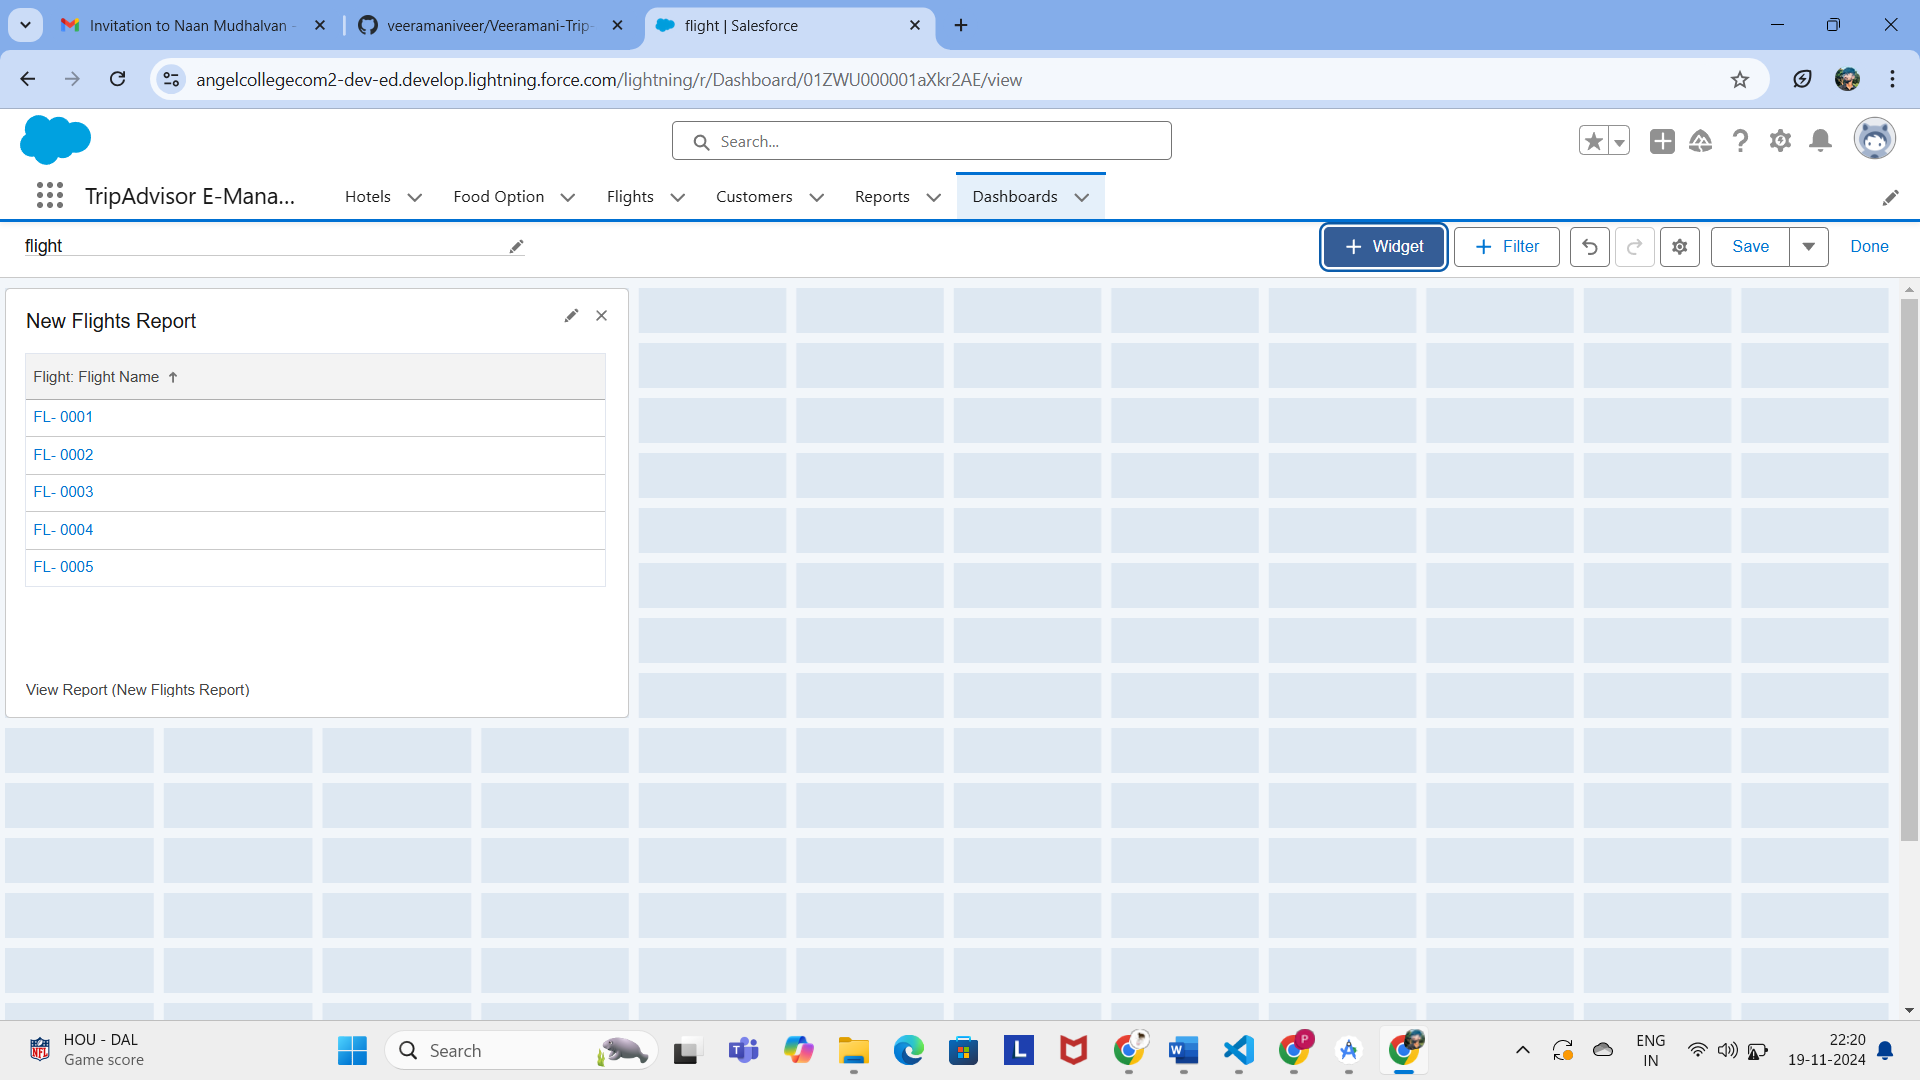 Invitation to Naan Mudhalvan
veeramaniveer/Veeramani-Trip-
flight | Salesforce
angelcollegecom2-dev-ed.develop.lightning.force.com/lightning/r/Dashboard/01ZWU000001aXkr2AE/view
Search...
TripAdvisor E-Mana...
Hotels
Food Option
Flights
Customers
Reports
Dashboards
flight
Widget
Filter
Save
Done
New Flights Report
Flight: Flight Name
FL- 0001
FL- 0002
FL- 0003
FL- 0004
FL- 0005
View Report (New Flights Report)
HOU - DAL
Game score
Search
ENG
IN
22:20
19-11-2024